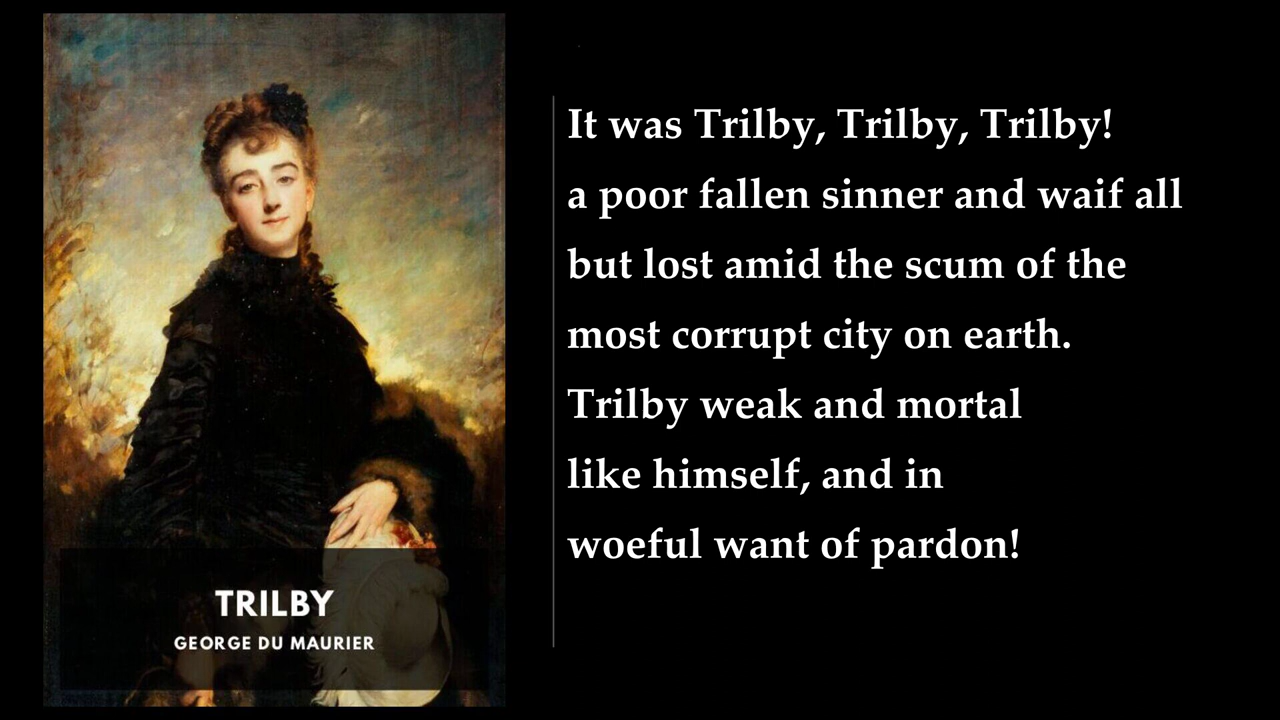 TRILBY
GEORGE DU MAURIER
It was Trilby, Trilby, Trilby!
a poor fallen sinner and waif all
but lost amid the scum of the
most corrupt city on earth.
Trilby weak and mortal
like himself, and in
woeful want of pardon!